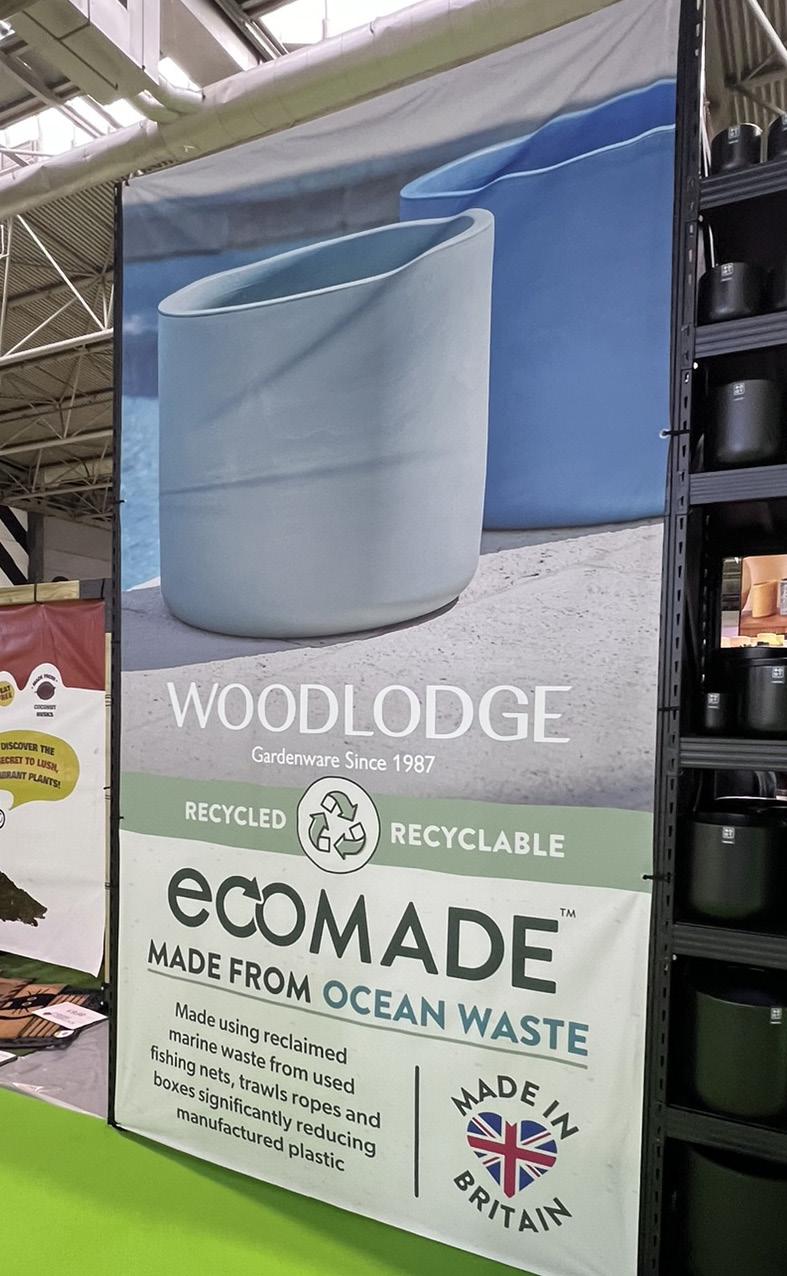 WOODLODGE
Gardenware Since 1987
RECYCLED
RECYCLABLE
ecoMADE™
MADE FROM OCEAN WASTE
Made using reclaimed
marine waste from used
fishing nets, trawls ropes and
boxes significantly reducing
manufactured plastic
MADE IN
BRITAIN
MADE FROM
COCONUT
HUSKS
DISCOVER THE
SECRET TO LUSH,
PLANTS!